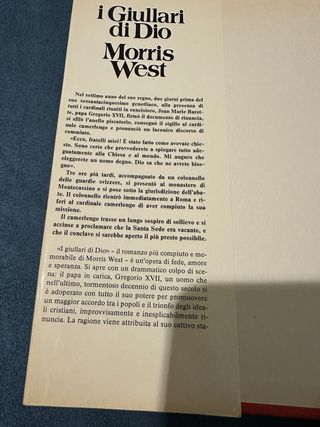 i Giullari
di Dio
Morris
West
Nel settimo anno del suo regno, due giorni prima del
suo sessantacinquesimo genetliaco, alla presenza di
tutti i cardinali riuniti in concistoro, Jean Marie Baret-
te, papa Gregorio XVII, firmò il documento di rinuncia,
si sfilò l'anello piscatorio, consegnò il sigillo al cardi-
nale camerlengo e pronunciò un laconico discorso di
commiato.
«Ecco, fratelli miei! È stato fatto come avevate chie-
sto. Sono certo che provvederete a spiegare tutto ade-
guatamente alla Chiesa e al mondo. Mi auguro che
eleggerete un uomo degno. Dio sa che ne avrete biso-
gno».
Tre ore più tardi, accompagnato da un colonnello
delle guardie svizzere, si presentò al monastero di
Montecassino e si pose sotto la giurisdizione dell'aba-
te. Il colonnello rientrò immediatamente a Roma e ri-
ferì al cardinale camerlengo di aver compiuto la sua
missione.
Il camerlengo trasse un lungo sospiro di sollievo e si
accinse a proclamare che la Santa Sede era vacante, e
che il conclave si sarebbe aperto il più presto possibile.
«I giullari di Dio» – il romanzo più compiuto e me-
morabile di Morris West – è un'opera di fede, amore
e speranza. Si apre con un drammatico colpo di sce-
na: il papa in carica, Gregorio XVII, un uomo che
nell'ultimo, tormentoso decennio di questo secolo si
è adoperato con tutto il suo potere per promuovere
un maggior accordo tra i popoli e il trionfo degli idea-
li cristiani, improvvisamente e inesplicabilmente ri-
nuncia. La ragione viene attribuita al suo cattivo sta-